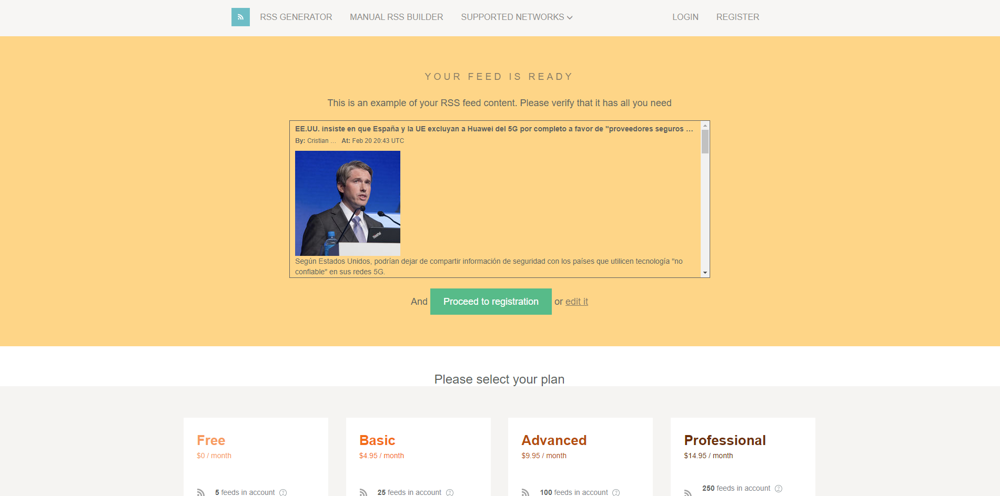 RSS GENERATOR MANUAL RSS BUILDER SUPPORTED NETWORKS LOGIN REGISTER
YOUR FEED IS READY
This is an example of your RSS feed content. Please verify that it has all you need
EE.UU. insiste en que España y la UE excluyan a Huawei del 5G por completo a favor de "proveedores seguros ...
By: Cristian ... At: Feb 20 20:43 UTC
ThinkPad
Según Estados Unidos, podrían dejar de compartir información de seguridad con los países que utilicen tecnología "no
confiable" en sus redes 5G.
And Proceed to registration or edit it
Please select your plan
Free
$0 / month
5 feeds in account ?
Basic
$4.95 / month
25 feeds in account ?
Advanced
$9.95 / month
100 feeds in account ?
Professional
$14.95 / month
250 feeds in account ?